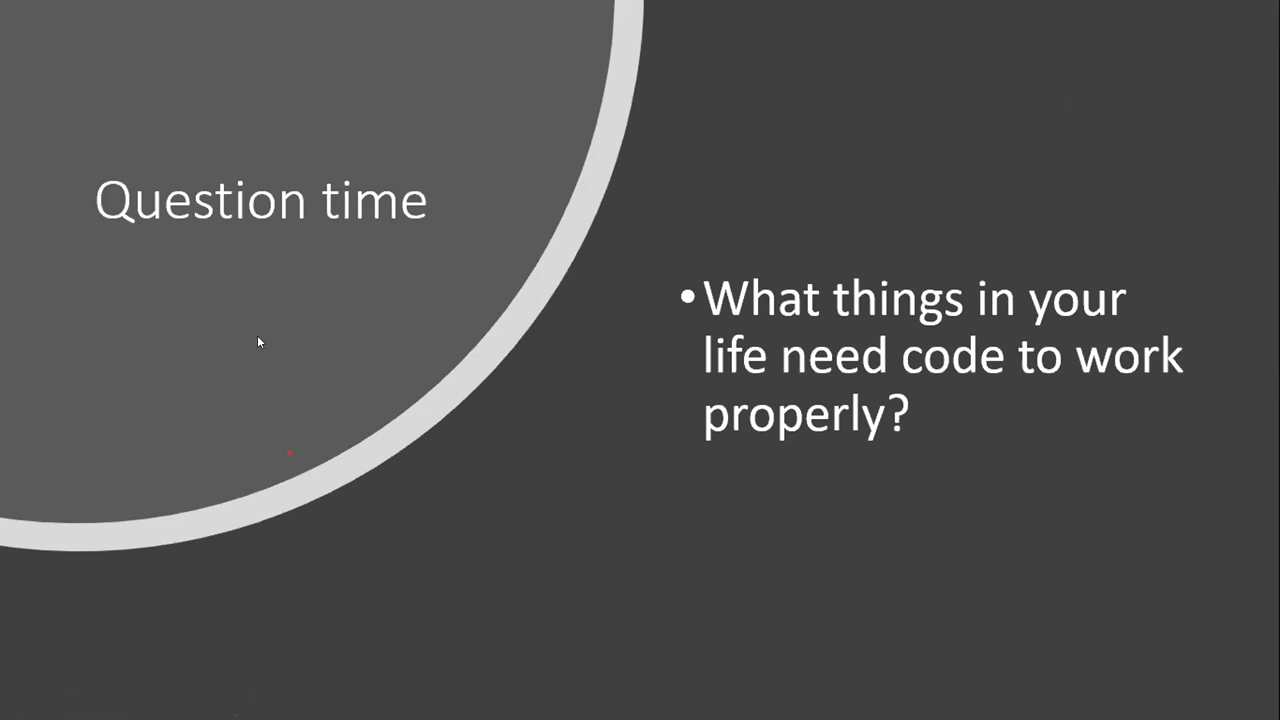 Question time
• What things in your
life need code to work
properly?